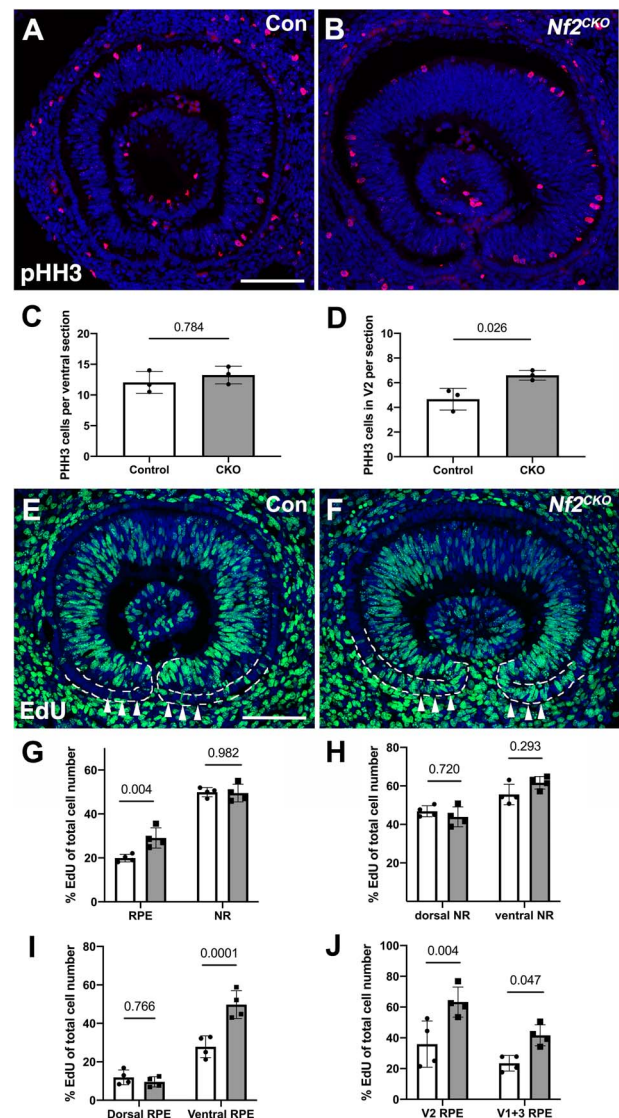 A
Con
B
Nf2CKO
pHH3
C
PHH3 cells per ventral section
20
15
10
5
0
0.784
Control
CKO
D
PHH3 cells in V2 per section
10
8
6
4
2
0
0.026
Control
CKO
E
Con
F
Nf2CKO
EdU
G
% EdU of total cell number
60
40
20
0
0.004
0.982
RPE
NR
H
% EdU of total cell number
80
60
40
20
0
0.720
0.293
dorsal NR
ventral NR
I
% EdU of total cell number
80
60
40
20
0
0.766
0.0001
Dorsal RPE
Ventral RPE
J
% EdU of total cell number
100
80
60
40
20
0
0.004
0.047
V2 RPE
V1+3 RPE